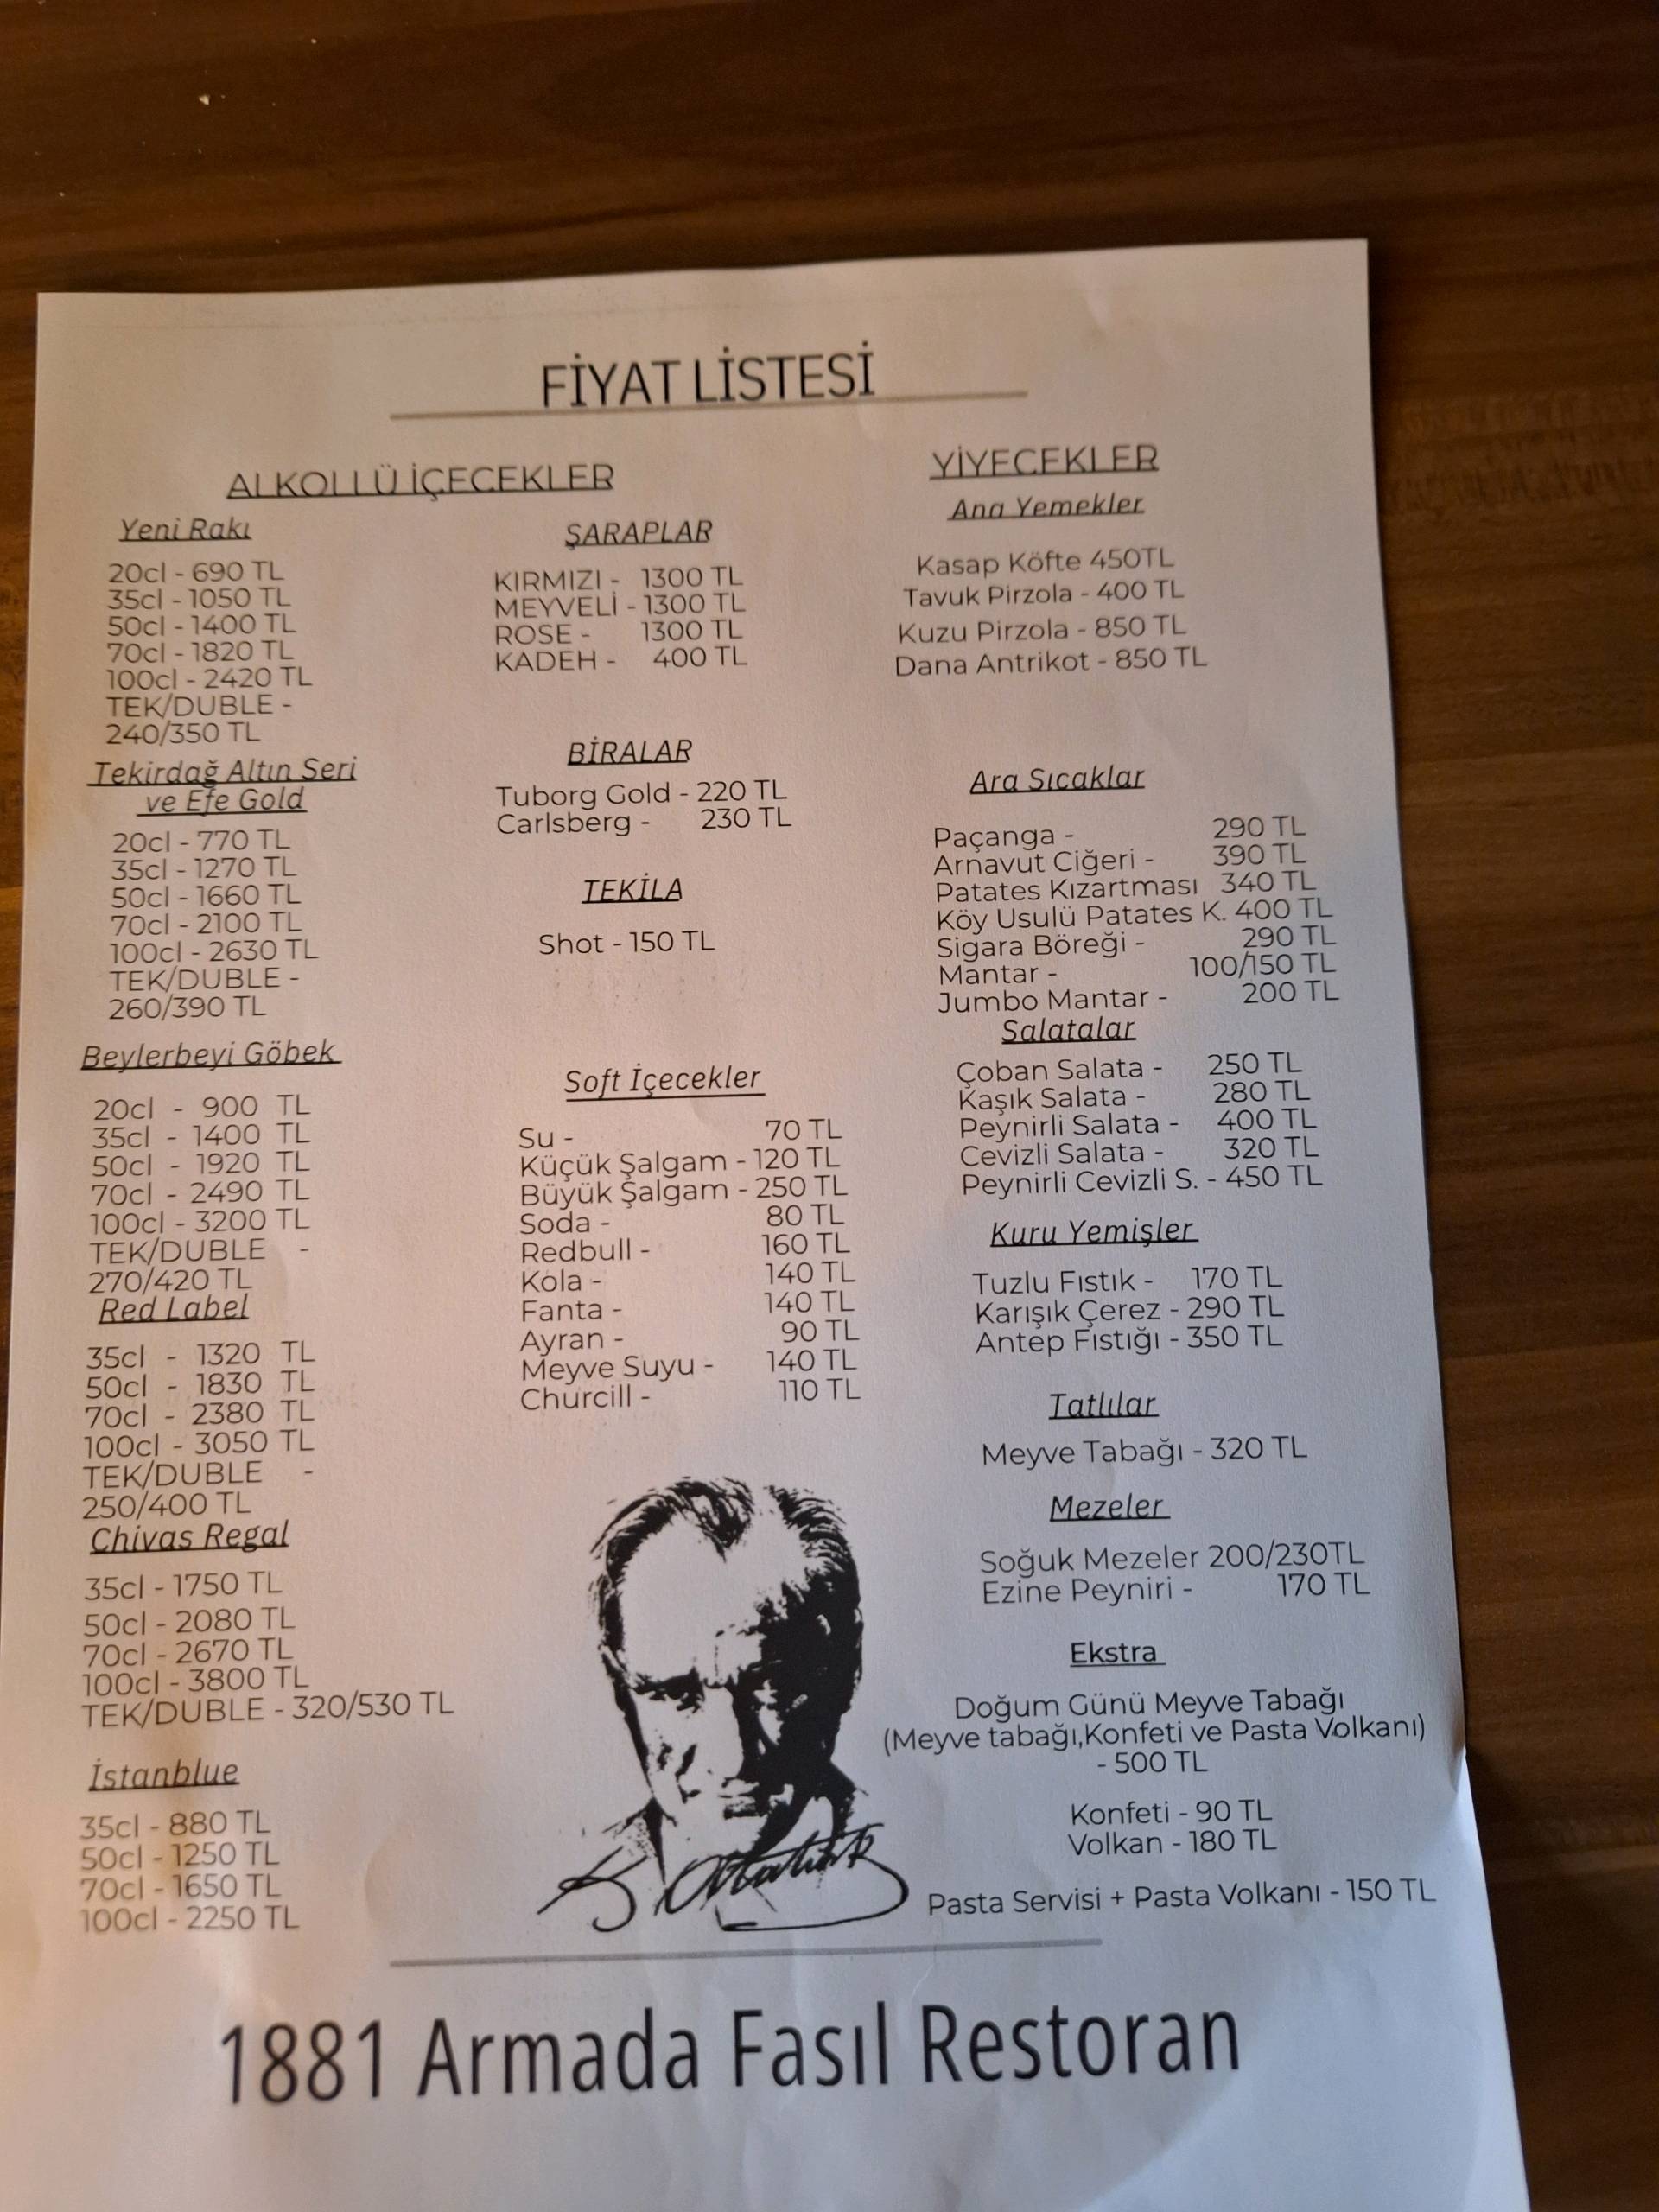 FİYAT LİSTESİ
ALKOLLÜ İÇECEKLER
Yeni Rakı
20cl - 690 TL
35cl - 1050 TL
50cl - 1400 TL
70cl - 1820 TL
100cl - 2420 TL
TEK/DUBLE -
240/350 TL
Tekirdağ Altın Seri
ve Efe Gold
20cl - 770 TL
35cl - 1270 TL
50cl - 1660 TL
70cl - 2100 TL
100cl - 2630 TL
TEK/DUBLE -
260/390 TL
Beylerbeyi Göbek
20cl - 900 TL
35cl - 1400 TL
50cl - 1920 TL
70cl - 2490 TL
100cl - 3200 TL
TEK/DUBLE -
270/420 TL
Red Label
35cl - 1320 TL
50cl - 1830 TL
70cl - 2380 TL
100cl - 3050 TL
TEK/DUBLE -
250/400 TL
Chivas Regal
35cl - 1750 TL
50cl - 2080 TL
70cl - 2670 TL
100cl - 3800 TL
TEK/DUBLE - 320/530 TL
İstanblue
35cl - 880 TL
50cl - 1250 TL
70cl - 1650 TL
100cl - 2250 TL
ŞARAPLAR
KIRMIZI - 1300 TL
MEYVELİ - 1300 TL
ROSE - 1300 TL
KADEH - 400 TL
BİRALAR
Tuborg Gold - 220 TL
Carlsberg - 230 TL
TEKİLA
Shot - 150 TL
Soft İçecekler
Su - 70 TL
Küçük Şalgam - 120 TL
Büyük Şalgam - 250 TL
Soda - 80 TL
Redbull - 160 TL
Kola - 140 TL
Fanta - 140 TL
Ayran - 90 TL
Meyve Suyu - 140 TL
Churcill - 110 TL
K. Atatürk
YİYECEKLER
Ana Yemekler
Kasap Köfte 450TL
Tavuk Pirzola - 400 TL
Kuzu Pirzola - 850 TL
Dana Antrikot - 850 TL
Ara Sıcaklar
Paçanga - 290 TL
Arnavut Ciğeri - 390 TL
Patates Kızartması 340 TL
Köy Usulü Patates K. 400 TL
Sigara Böreği - 290 TL
Mantar - 100/150 TL
Jumbo Mantar - 200 TL
Salatalar
Çoban Salata - 250 TL
Kaşık Salata - 280 TL
Peynirli Salata - 400 TL
Cevizli Salata - 320 TL
Peynirli Cevizli S. - 450 TL
Kuru Yemişler
Tuzlu Fıstık - 170 TL
Karışık Çerez - 290 TL
Antep Fıstığı - 350 TL
Tatlılar
Meyve Tabağı - 320 TL
Mezeler
Soğuk Mezeler 200/230TL
Ezine Peyniri - 170 TL
Ekstra
Doğum Günü Meyve Tabağı
(Meyve tabağı,Konfeti ve Pasta Volkanı)
- 500 TL
Konfeti - 90 TL
Volkan - 180 TL
Pasta Servisi + Pasta Volkanı - 150 TL
1881 Armada Fasıl Restoran